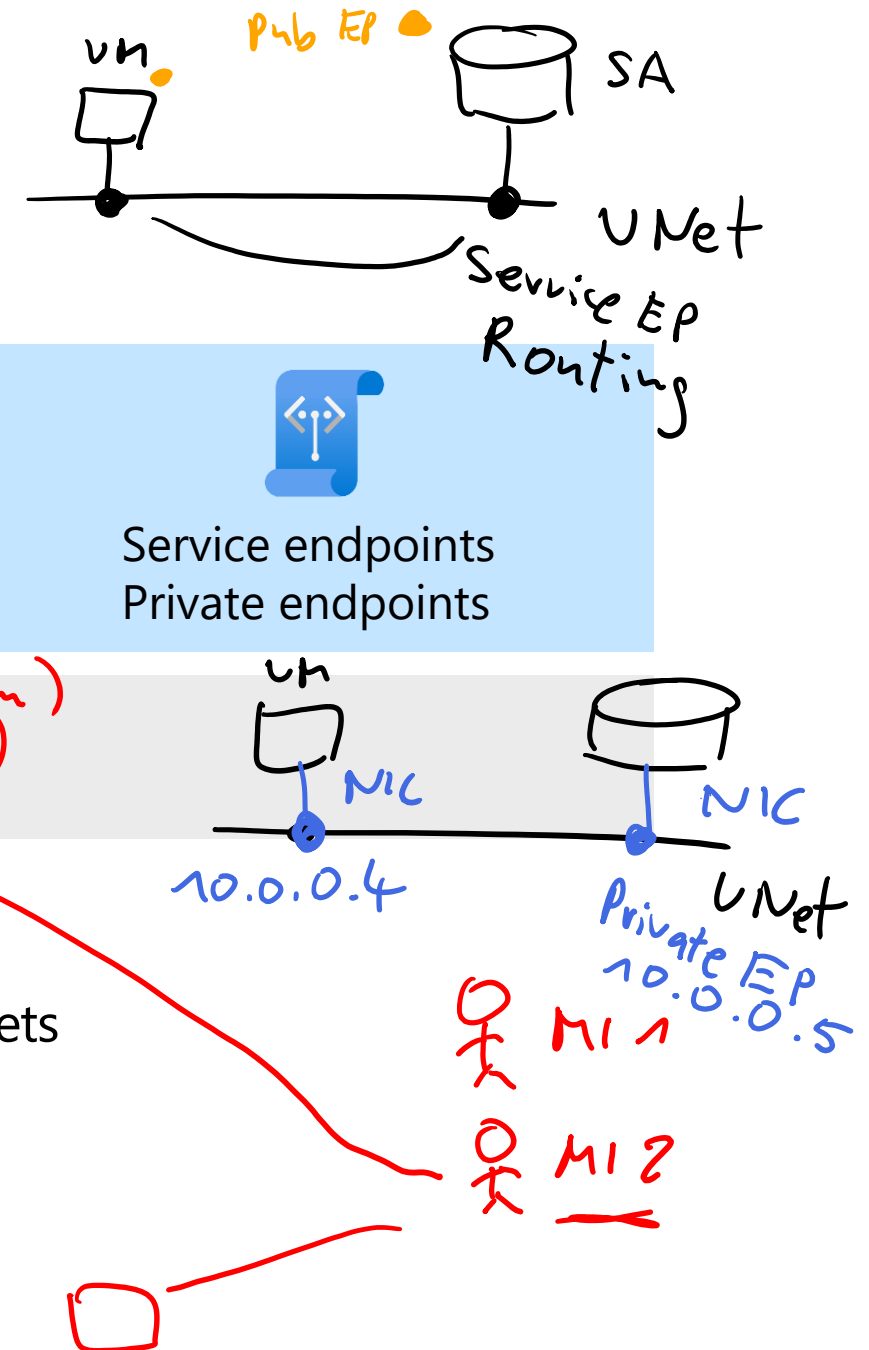 Pub EP
VM
SA
VNet
Service EP
Routing
Service endpoints
Private endpoints
VM
NIC
NIC
10.0.0.4
VNet
Private EP
10.0.0.5
ets
MI 1
MI 2